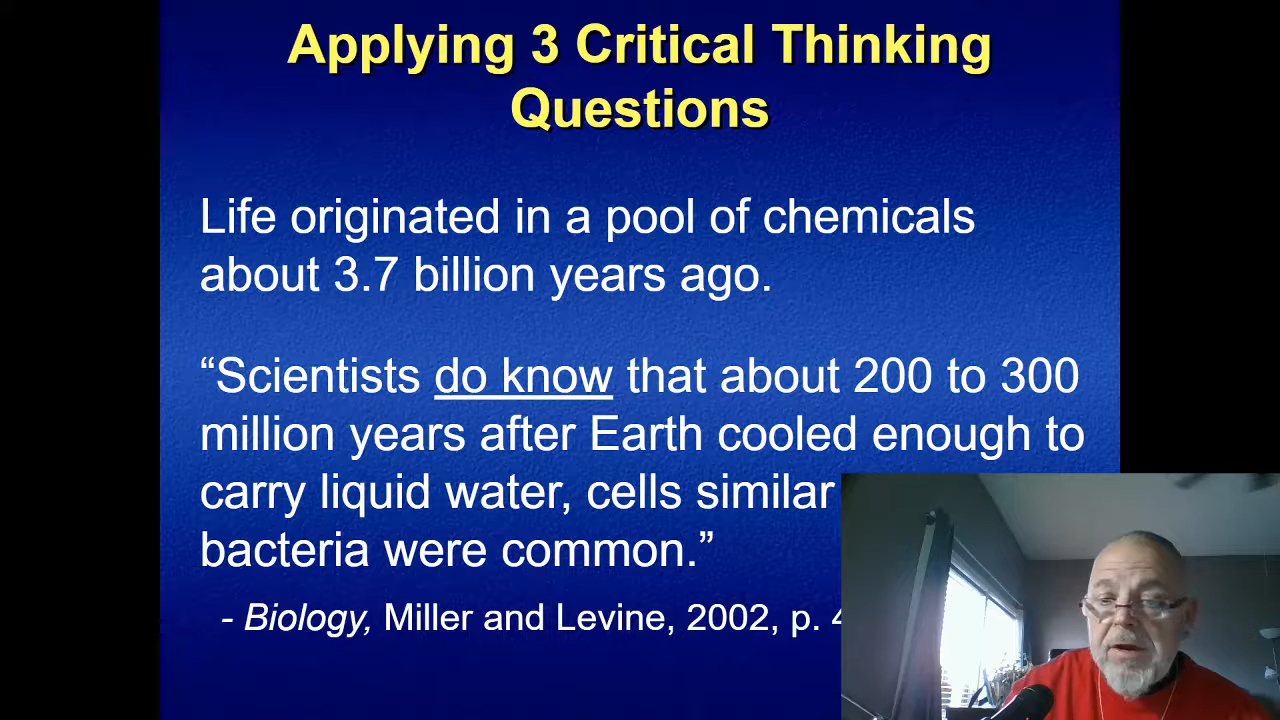 Applying 3 Critical Thinking
Questions
Life originated in a pool of chemicals
about 3.7 billion years ago.
“Scientists do know that about 200 to 300
million years after Earth cooled enough to
carry liquid water, cells similar
bacteria were common.”
- Biology, Miller and Levine, 2002, p.